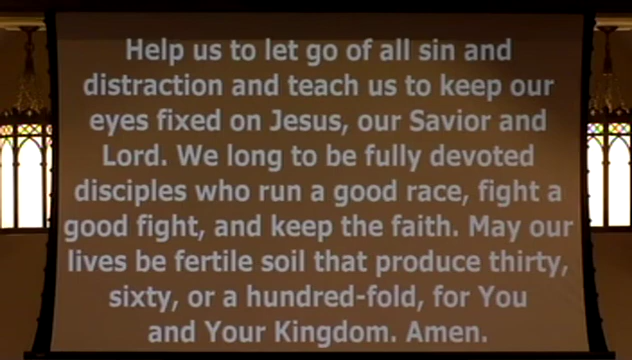 Help us to let go of all sin and
distraction and teach us to keep our
eyes fixed on Jesus, our Savior and
Lord. We long to be fully devoted
disciples who run a good race, fight a
good fight, and keep the faith. May our
lives be fertile soil that produce thirty,
sixty, or a hundred-fold, for You
and Your Kingdom. Amen.